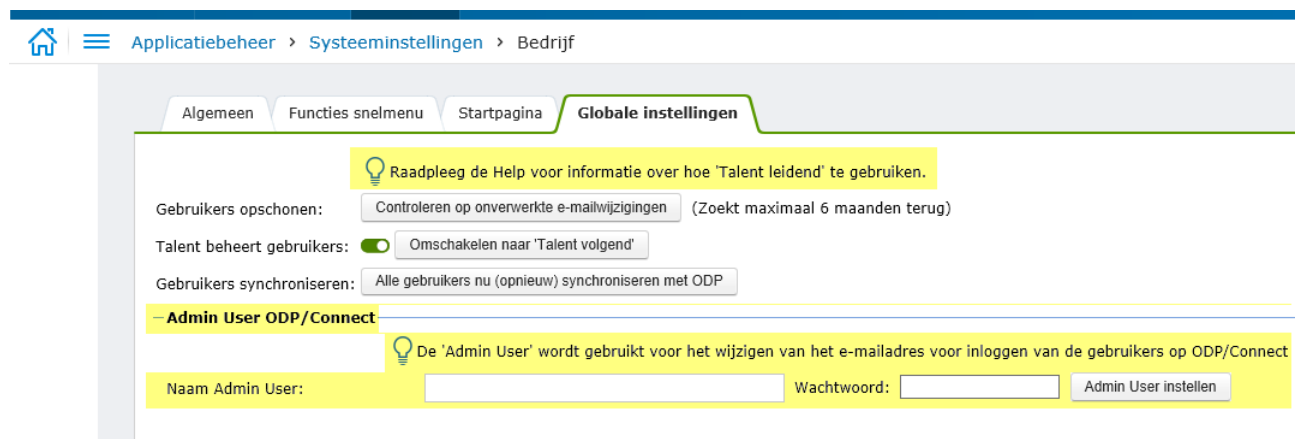 Applicatiebeheer > Systeeminstellingen > Bedrijf
Algemeen Functies snelmenu Startpagina Globale instellingen
Raadpleeg de Help voor informatie over hoe 'Talent leidend' te gebruiken.
Gebruikers opschonen: Controleren op onverwerkte e-mailwijzigingen (Zoekt maximaal 6 maanden terug)
Talent beheert gebruikers: Omschakelen naar 'Talent volgend'
Gebruikers synchroniseren: Alle gebruikers nu (opnieuw) synchroniseren met ODP
Admin User ODP/Connect
De 'Admin User' wordt gebruikt voor het wijzigen van het e-mailadres voor inloggen van de gebruikers op ODP/Connect
Naam Admin User: Wachtwoord: Admin User instellen